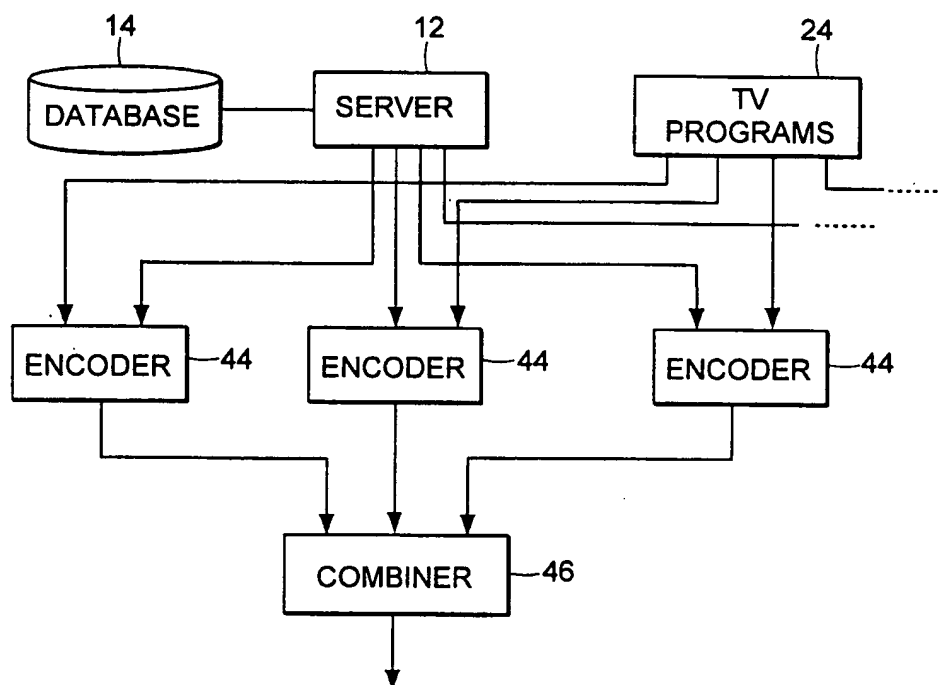 14
12
24
DATABASE
SERVER
TV
PROGRAMS
ENCODER
44
ENCODER
44
ENCODER
44
COMBINER
46